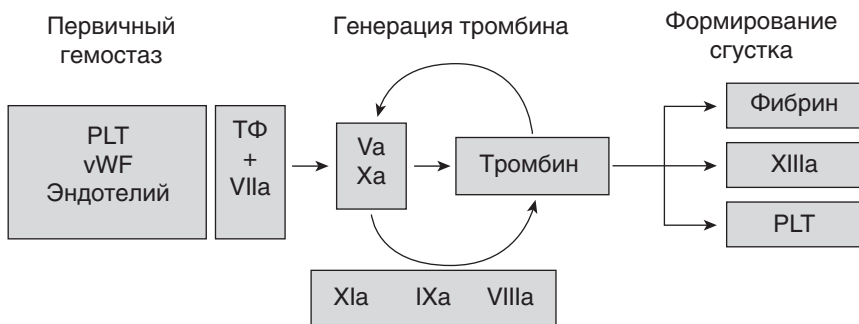 Первичный
гемостаз
Генерация тромбина
Формирование
сгустка
PLT
vWF
Эндотелий
ТФ
+
VIIa
Va
Xa
Тромбин
Фибрин
XIIIa
PLT
XIa IXa VIIIa